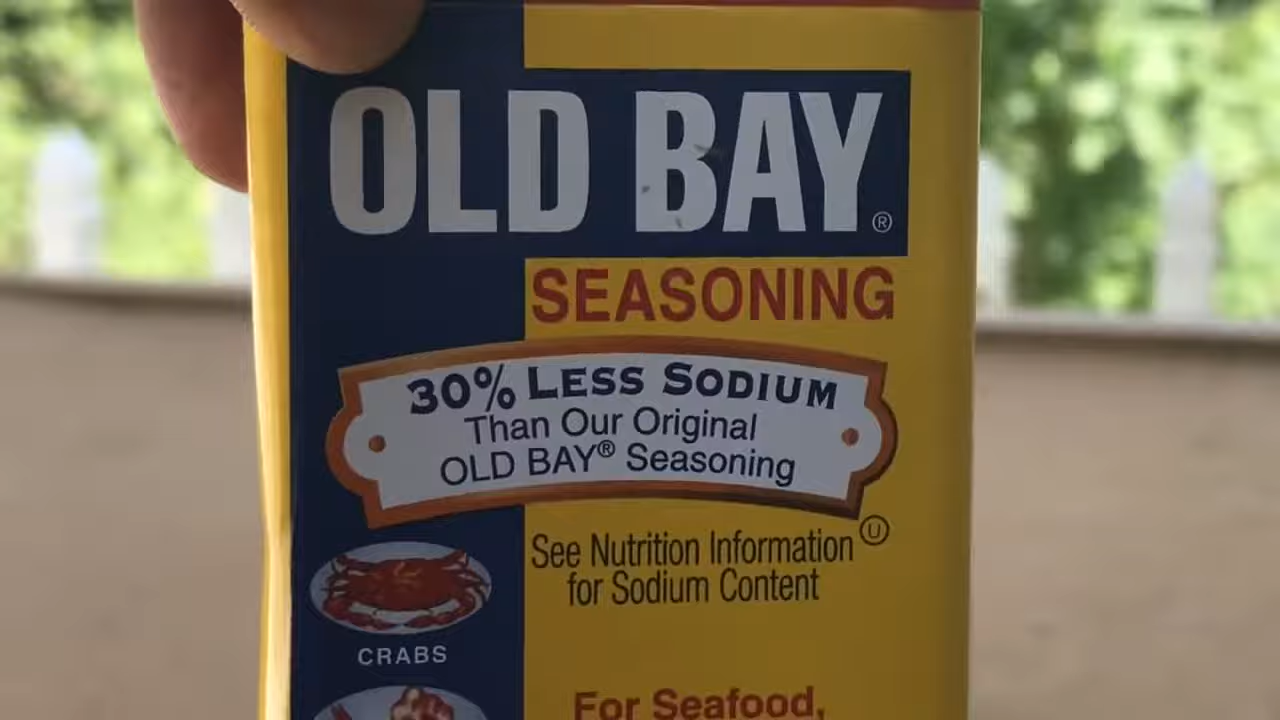 OLD BAY®
SEASONING
30% LESS SODIUM
Than Our Original
OLD BAY® Seasoning
See Nutrition Information Ⓤ
for Sodium Content
CRABS
For Seafood,